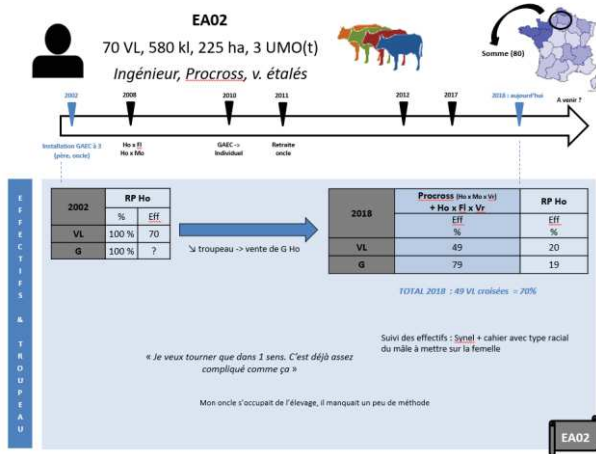 EA02
70 VL, 580 kl, 225 ha, 3 UMO(t)
Ingénieur, Procross, v. étalés
Somme (80)
2002
2008
2010
2011
2012
2017
2018 : aujourd'hui
A venir ?
Installation GAEC à 3
(père, oncle)
Ho x Fl
Ho x Mo
GAEC ->
Individuel
Retraite
oncle
EFFECTIFS & TROUPEAU
2002
RP Ho
%
Eff
VL
100 %
70
G
100 %
?
↘ troupeau -> vente de G Ho
2018
Procross (Ho x Mo x Vr)
+ Ho x Fl x Vr
RP Ho
Eff
%
Eff
%
VL
49
20
G
79
19
TOTAL 2018 : 49 VL croisées = 70%
Suivi des effectifs : Synel + cahier avec type racial
du mâle à mettre sur la femelle
« Je veux tourner que dans 1 sens. C'est déjà assez
compliqué comme ça »
Mon oncle s'occupait de l'élevage, il manquait un peu de méthode
EA02